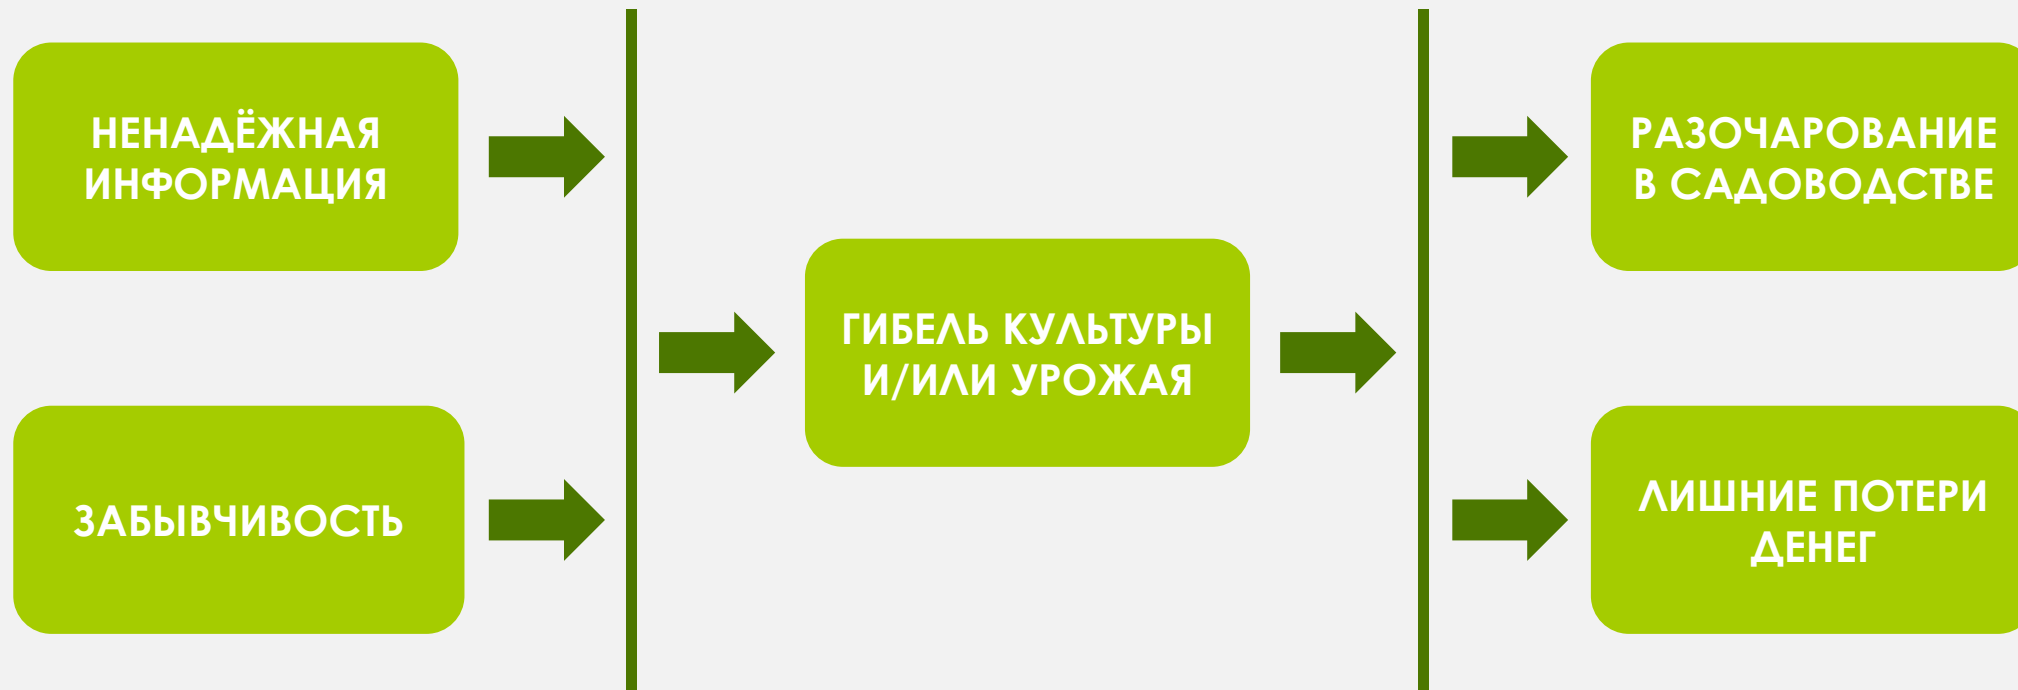 НЕНАДЁЖНАЯ
ИНФОРМАЦИЯ
ЗАБЫВЧИВОСТЬ
ГИБЕЛЬ КУЛЬТУРЫ
И/ИЛИ УРОЖАЯ
РАЗОЧАРОВАНИЕ
В САДОВОДСТВЕ
ЛИШНИЕ ПОТЕРИ
ДЕНЕГ